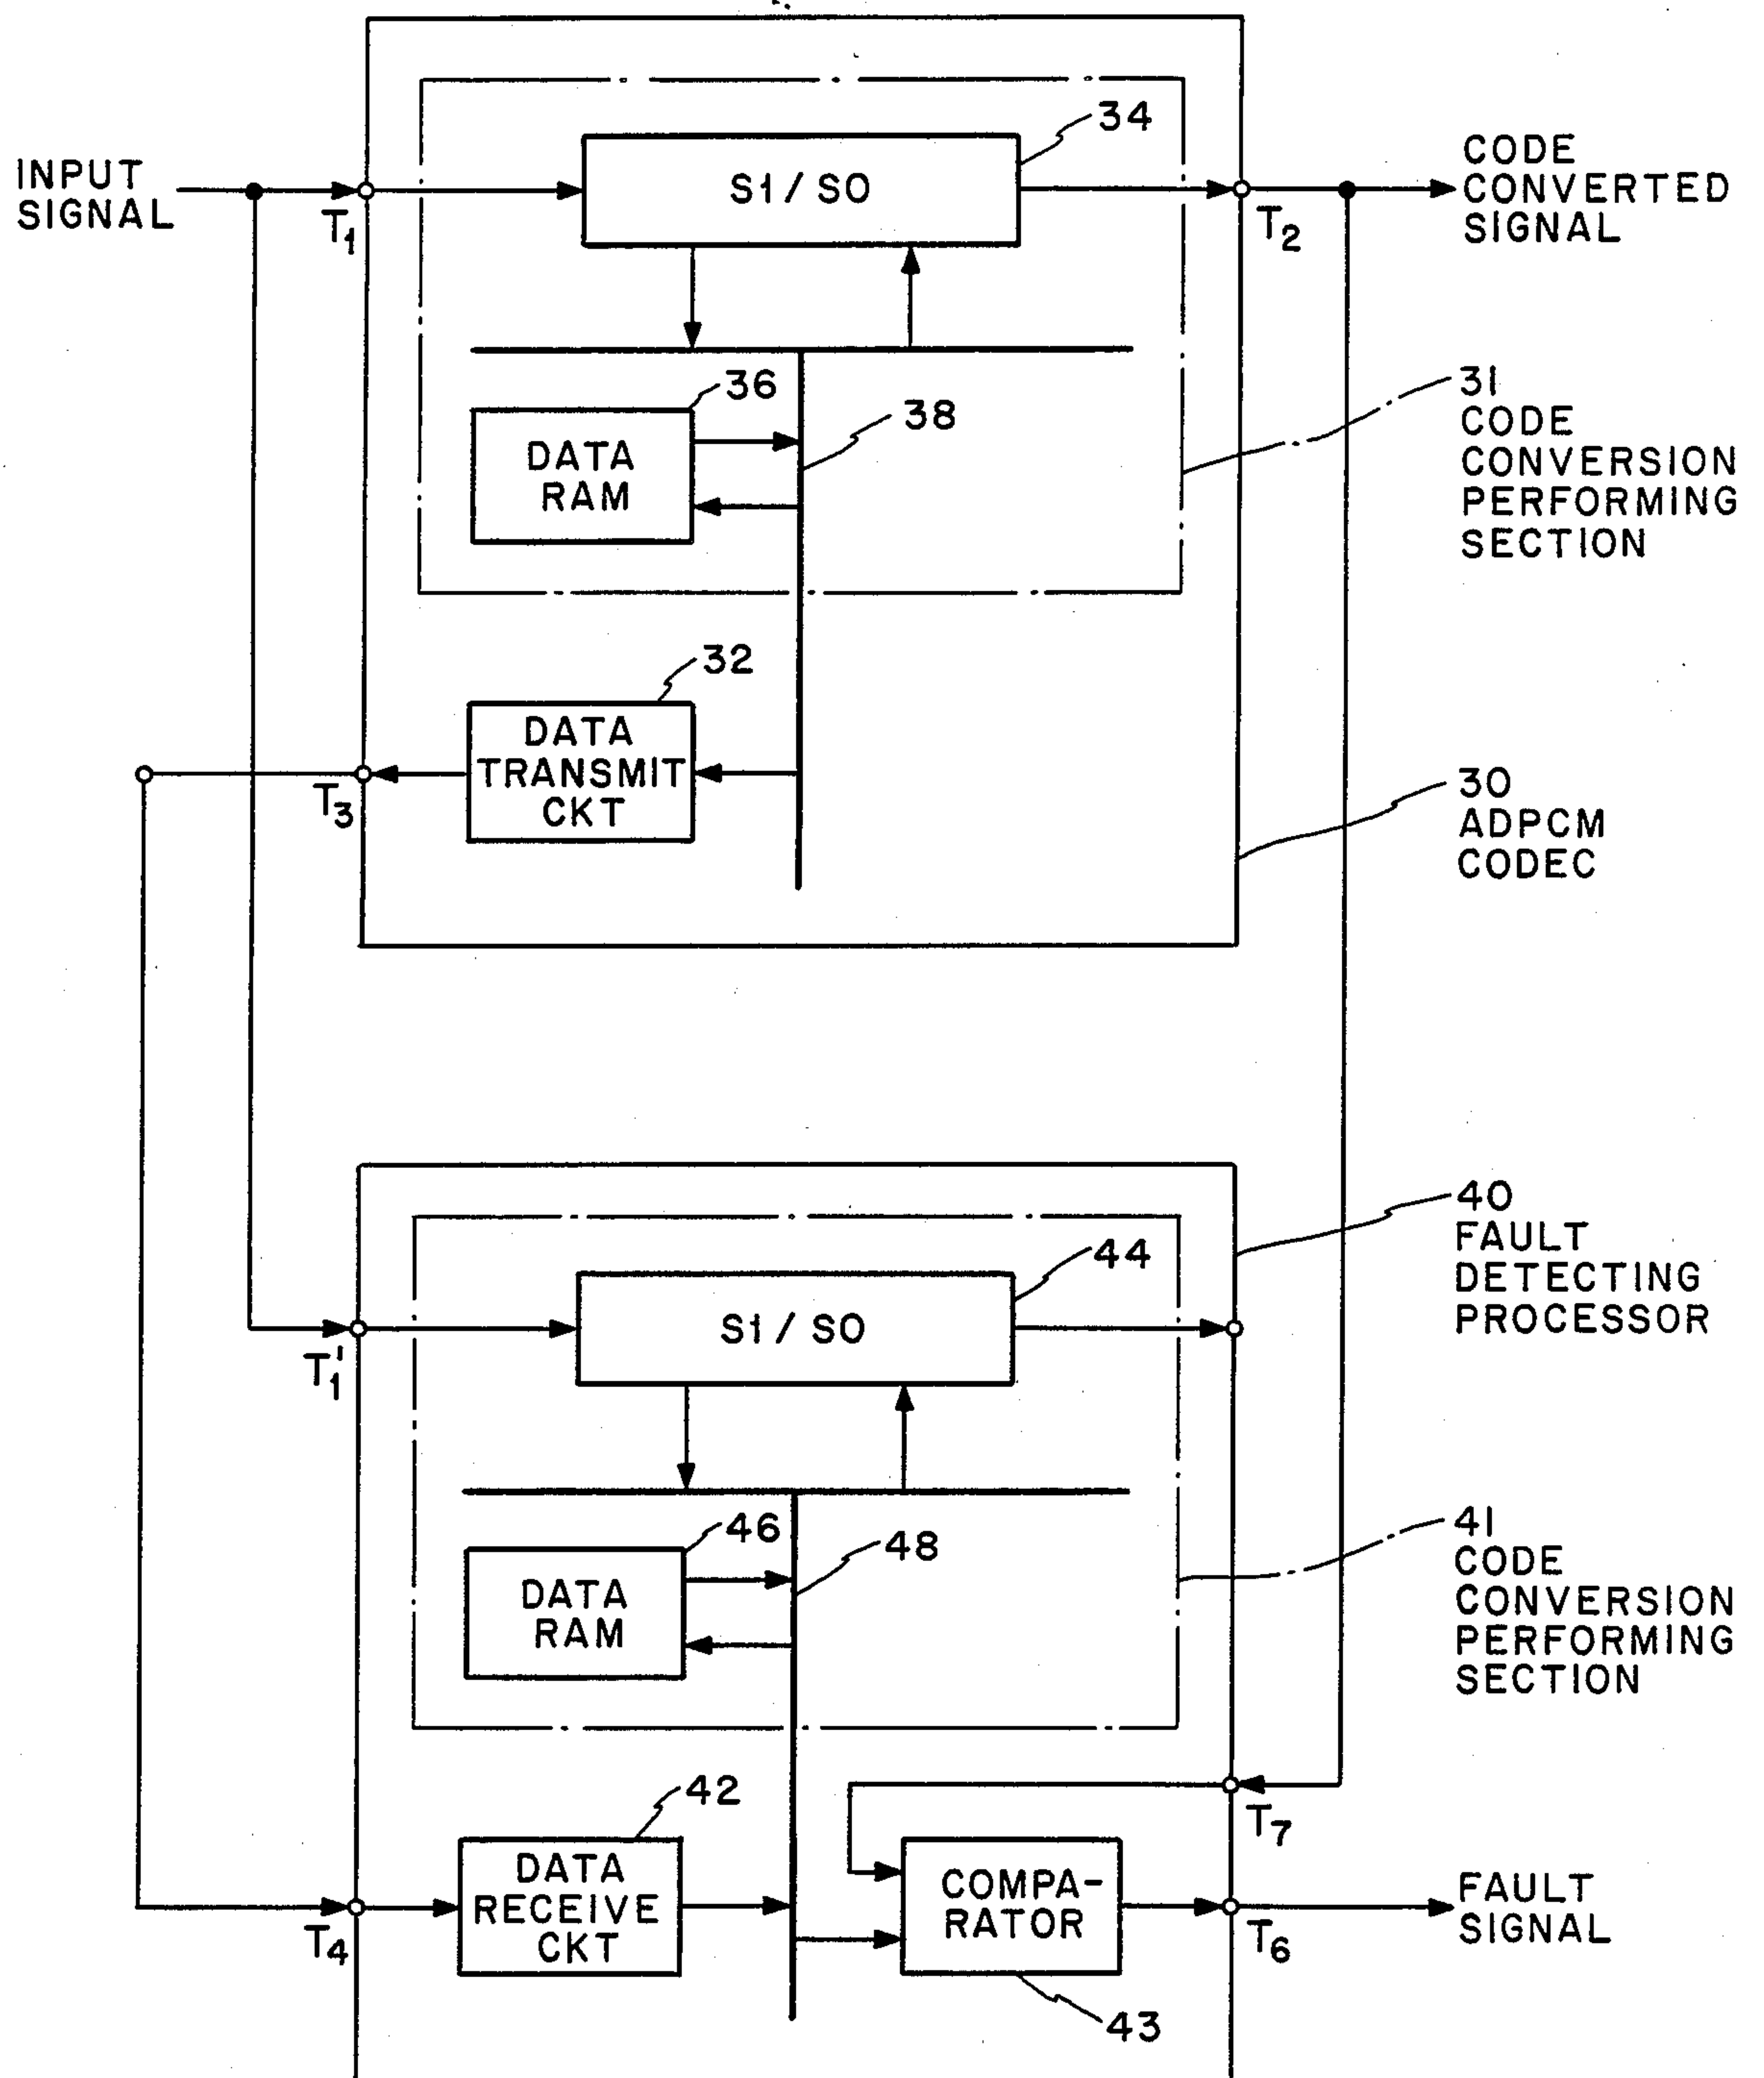 34
INPUT
SIGNAL
S1/SO
CODE
CONVERTED
SIGNAL
T1
T2
36
38
DATA
RAM
31
CODE
CONVERSION
PERFORMING
SECTION
32
DATA
TRANSMIT
CKT
T3
30
ADPCM
CODEC
40
FAULT
DETECTING
PROCESSOR
44
S1/SO
T1'
46
48
DATA
RAM
41
CODE
CONVERSION
PERFORMING
SECTION
42
T7
DATA
RECEIVE
CKT
T4
COMPA-
RATOR
T6
FAULT
SIGNAL
43